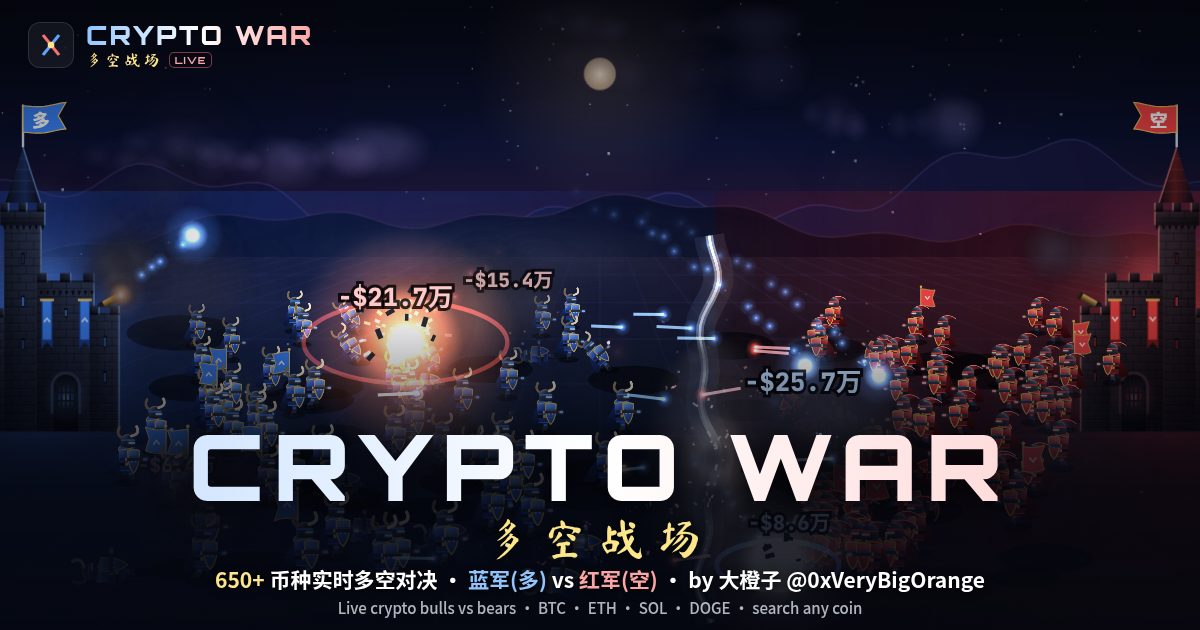 CRYPTO WAR
多空战场 LIVE
多
空
-$15.4万
-$21.7万
-$25.7万
CRYPTO WAR
-$8.6万
多空战场
650+ 币种实时多空对决 · 蓝军(多) vs 红军(空) · by 大橙子 @0xVeryBigOrange
Live crypto bulls vs bears · BTC · ETH · SOL · DOGE · search any coin